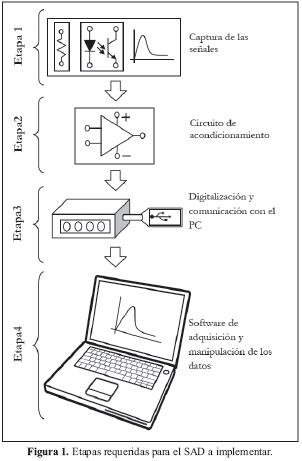 Etapa 1
Captura de las
señales
Etapa2
Circuito de
acondicionamiento
+
−
Etapa3
Digitalización y
comunicación con el
PC
Etapa4
Software de
adquisición y
manipulación de los
datos
Figura 1. Etapas requeridas para el SAD a implementar.